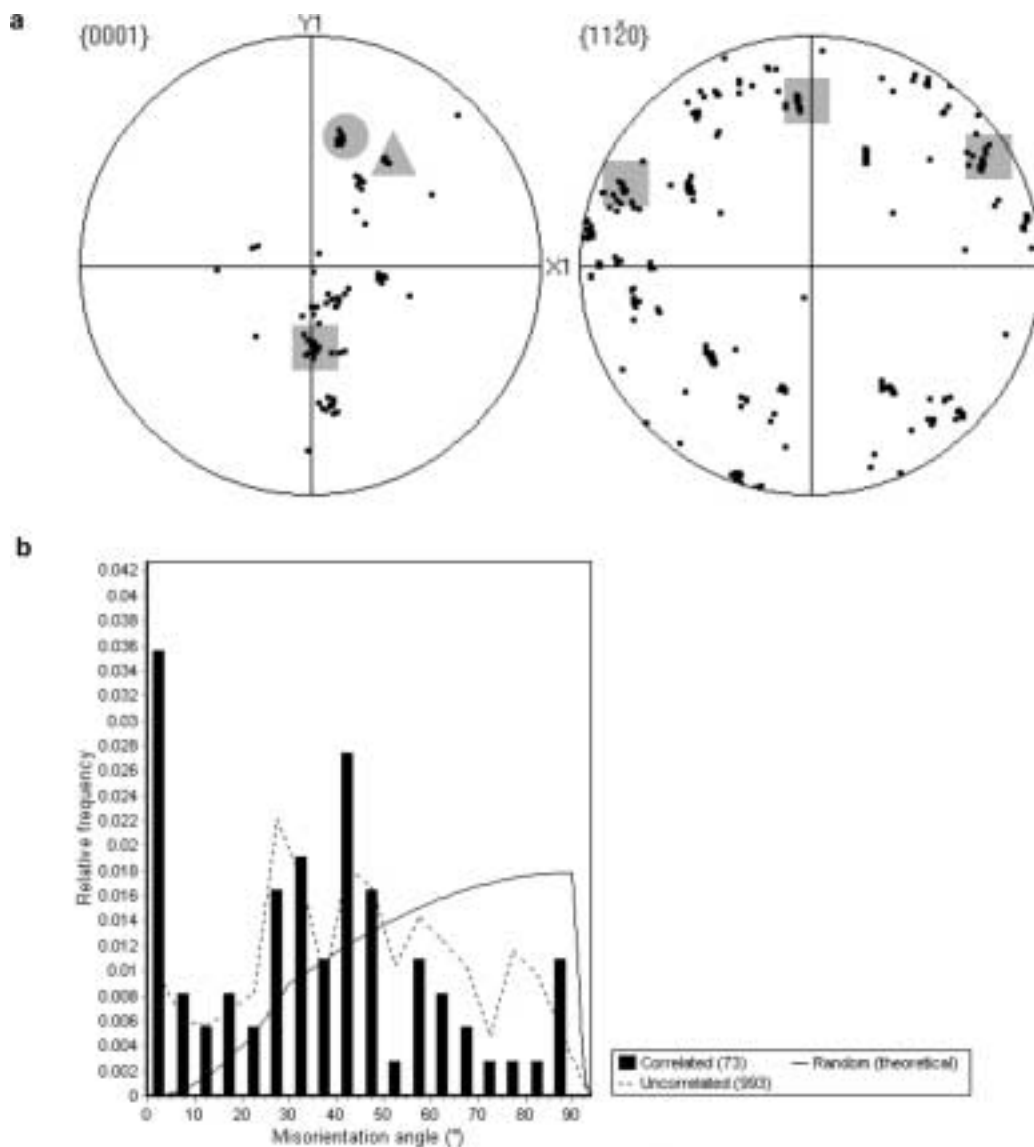 a
{0001}
Y1
{112̄0}
X1
b
0.042
0.04
0.038
0.036
0.034
0.032
0.03
0.028
0.026
0.024
0.022
0.02
0.018
0.016
0.014
0.012
0.01
0.008
0.006
0.004
0.002
0
Relative frequency
0 10 20 30 40 50 60 70 80 90
Misorientation angle (°)
Correlated (73) Random (theoretical)
Uncorrelated (993)